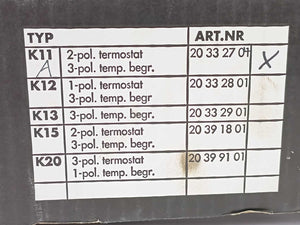 TYP ART.NR
K11 2-pol. termostat 20 33 27 04 X
A 3-pol. temp. begr.
K12 1-pol. termostat 20 33 28 01
3-pol. temp. begr.
K13 3-pol. temp. begr. 20 33 29 01
K15 2-pol. termostat 20 39 18 01
3-pol. temp. begr.
K20 3-pol. termostat 20 39 91 01
1-pol. temp. begr.